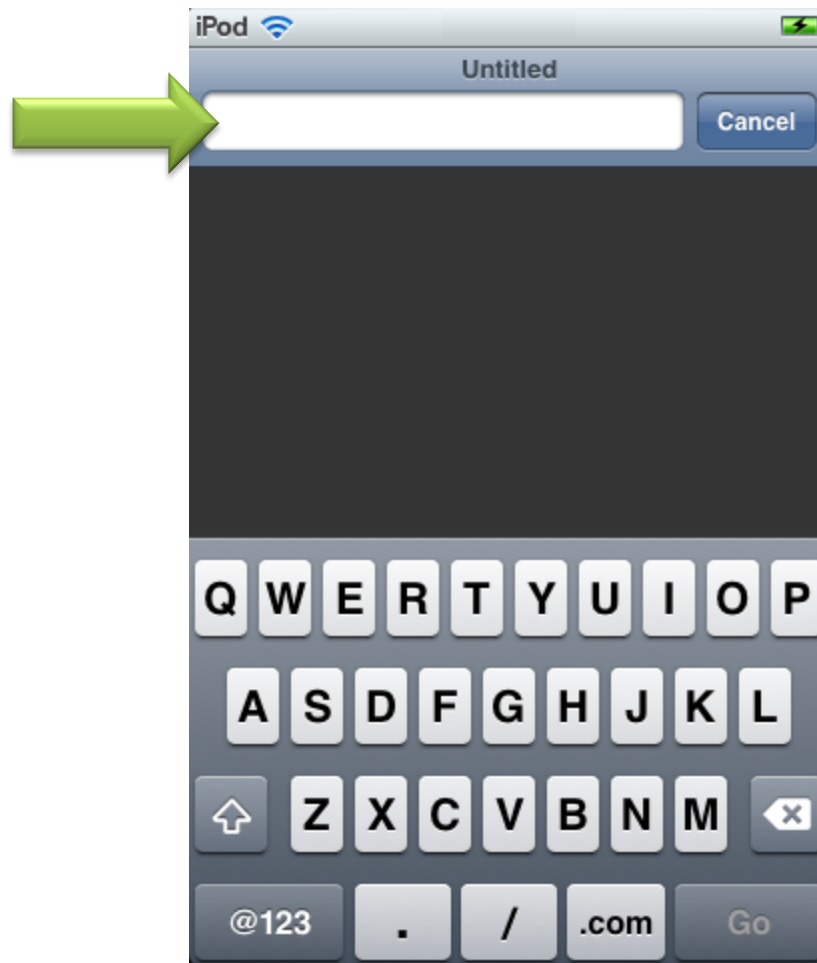 iPod
Untitled
Cancel
Q W E R T Y U I O P
A S D F G H J K L
Z X C V B N M
@123 . / .com Go